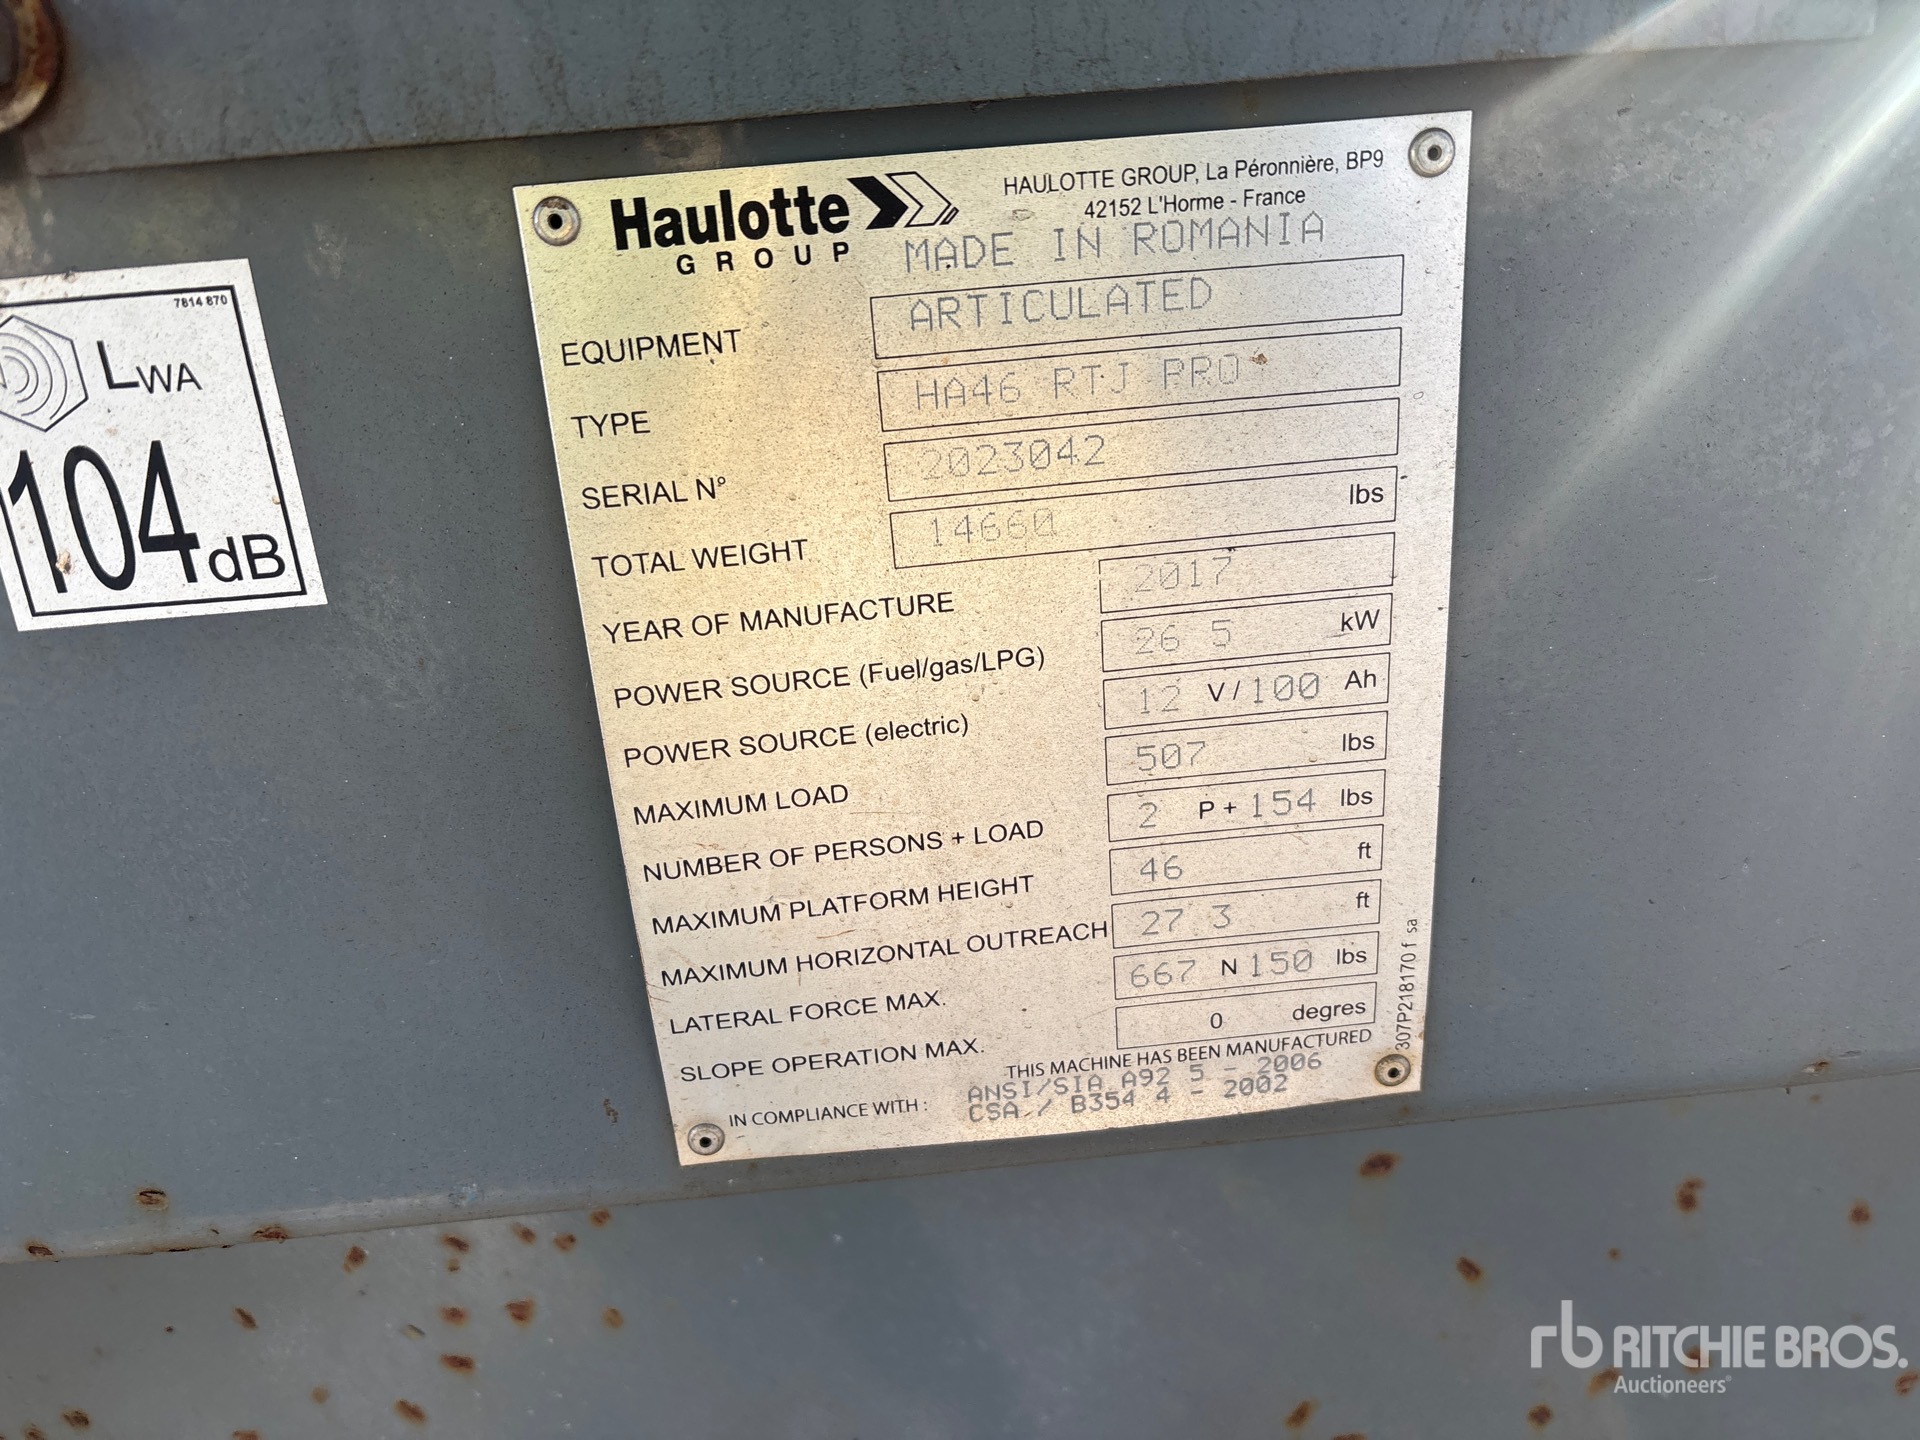 7814 870
LWA
104dB
Haulotte
GROUP
HAULOTTE GROUP, La Péronnière, BP9
42152 L'Horme - France
MADE IN ROMANIA
EQUIPMENT ARTICULATED
TYPE HA46 RTJ PRO
SERIAL N° 2023042
TOTAL WEIGHT 14660 lbs
YEAR OF MANUFACTURE 2017
POWER SOURCE (Fuel/gas/LPG) 26 5 kW
POWER SOURCE (electric) 12 V / 100 Ah
MAXIMUM LOAD 507 lbs
NUMBER OF PERSONS + LOAD 2 P + 154 lbs
MAXIMUM PLATFORM HEIGHT 46 ft
MAXIMUM HORIZONTAL OUTREACH 27 3 ft
LATERAL FORCE MAX. 667 N 150 lbs
SLOPE OPERATION MAX. 0 degres
THIS MACHINE HAS BEEN MANUFACTURED
IN COMPLIANCE WITH : ANSI/SIA A92 5 - 2006
CSA / B354 4 - 2002
307P218170 f sa
rb RITCHIE BROS.
Auctioneers